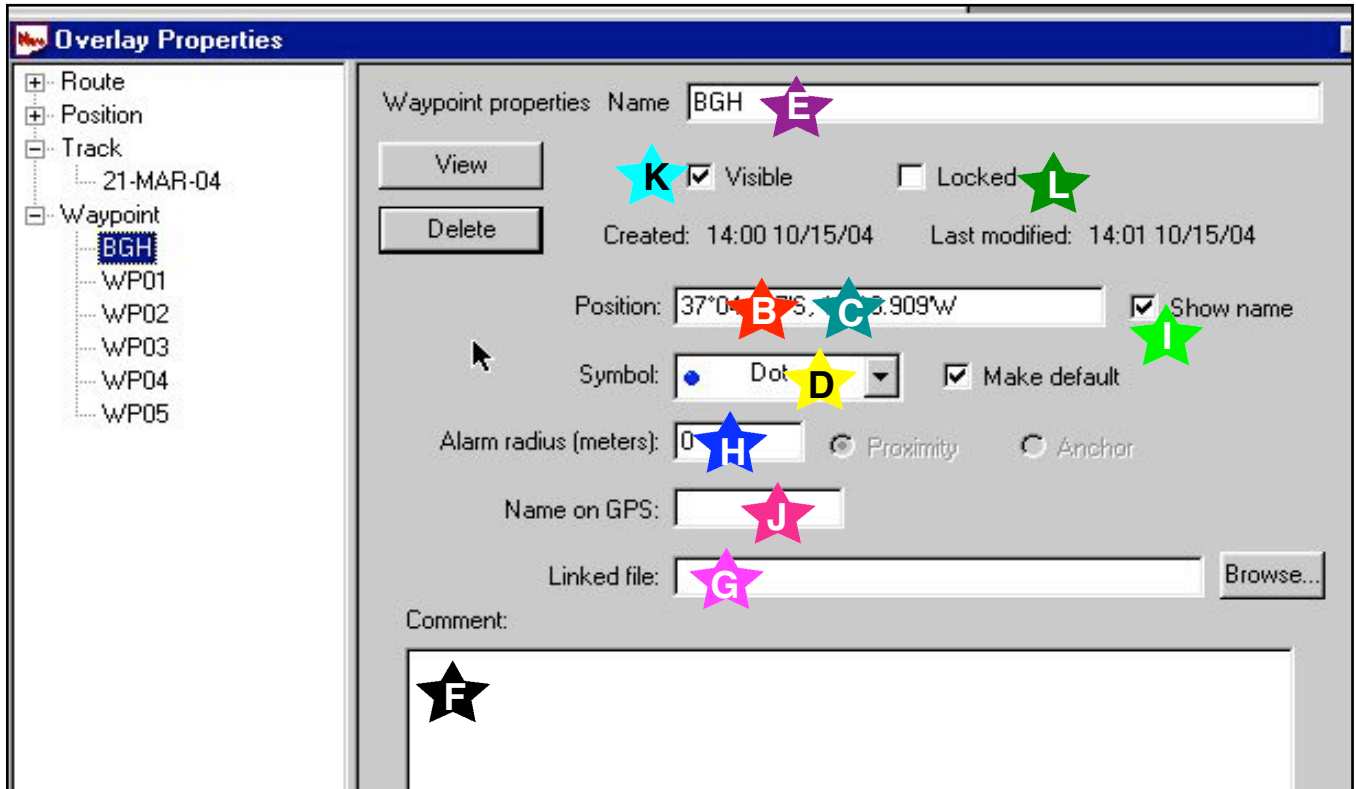 Overlay Properties
Route
Position
Track
21-MAR-04
Waypoint
BGH
WP01
WP02
WP03
WP04
WP05
Waypoint properties Name BGH E
View K Visible Locked L
Delete Created: 14:00 10/15/04 Last modified: 14:01 10/15/04
Position: B C .909'W Show name I
Symbol: Dot D Make default
Alarm radius (meters): 0 H Proximity Anchor
Name on GPS: J
Linked file: G Browse...
Comment:
F